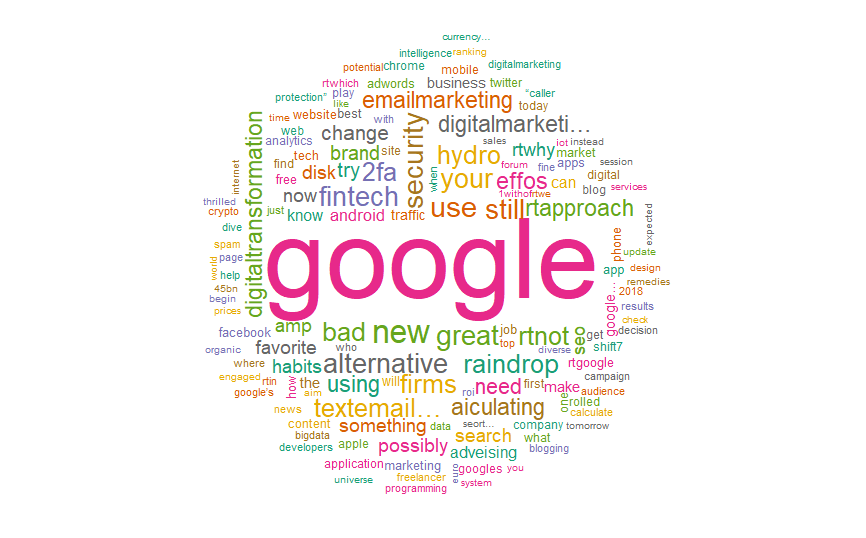 currency...
intelligence ranking
potential chrome mobile digitalmarketing
rtwhich adwords business twitter
protection” play emailmarketing “caller
like today
time website best with digitalmarketi...
web change sales
analytics brand site security hydro rtwhy iot instead
tech market
find disk try 2fa when your forum fine apps session
free effos can digital
internet now fintech 1withofrtwe blog services
thrilled
crypto just know android traffic use still rtapproach
digitaltransformation
dive expected
spam phone update
world page google app design
help remedies
45bn google... 2018
begin results
prices check
facebook amp bad new great job rtnot seo get decision
top
organic favorite who diverse shift7
where habits alternative raindrop rtgoogle
engaged rtin how the using will firms roi need first make campaign
google's aim audience
news textemail... aiculating one rolled
calculate
content something data seort... company tomorrow
bigdata search what
developers apple possibly adveising blogging
application marketing euro googles you
universe freelancer system
programming